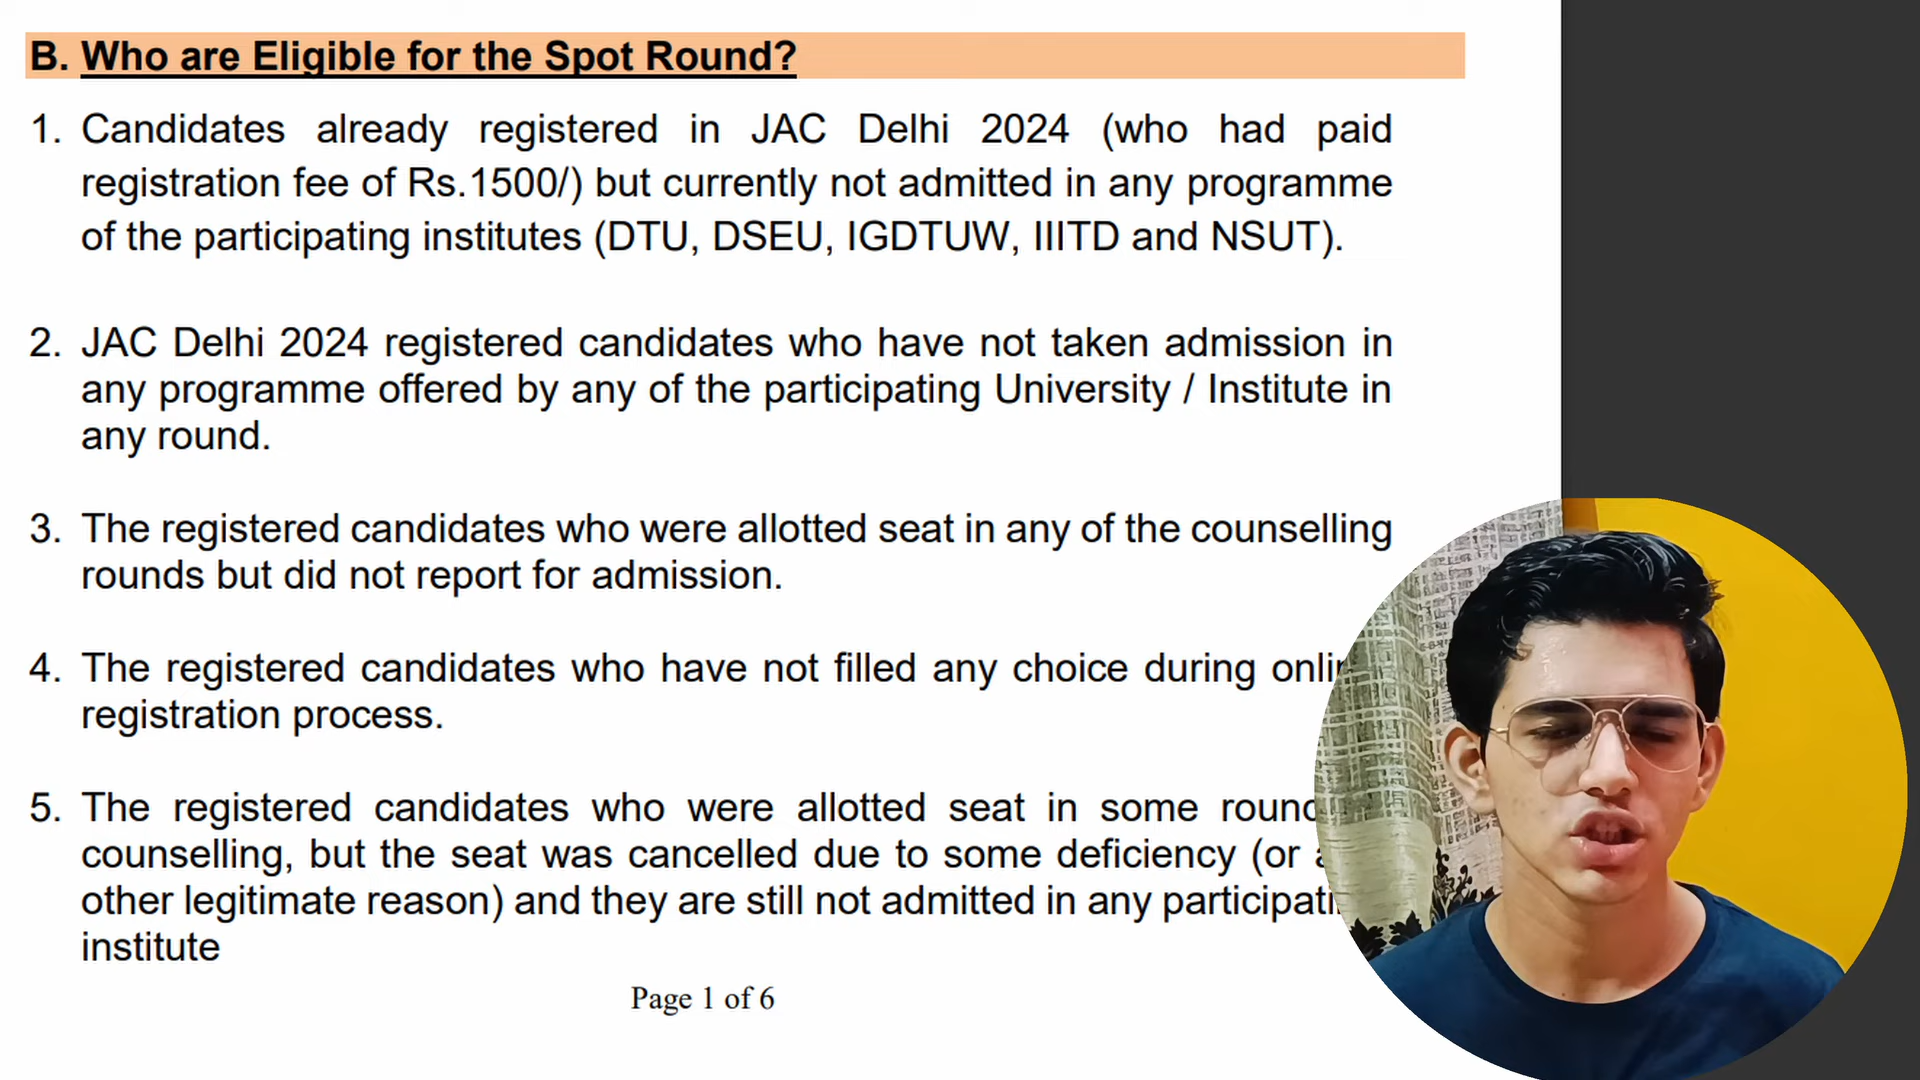 B. Who are Eligible for the Spot Round?
1. Candidates already registered in JAC Delhi 2024 (who had paid
registration fee of Rs.1500/) but currently not admitted in any programme
of the participating institutes (DTU, DSEU, IGDTUW, IIITD and NSUT).
2. JAC Delhi 2024 registered candidates who have not taken admission in
any programme offered by any of the participating University / Institute in
any round.
3. The registered candidates who were allotted seat in any of the counselling
rounds but did not report for admission.
4. The registered candidates who have not filled any choice during
registration process.
5. The registered candidates who were allotted seat in some
counselling, but the seat was cancelled due to some deficiency (or
other legitimate reason) and they are still not admitted in any
institute
Page 1 of 6